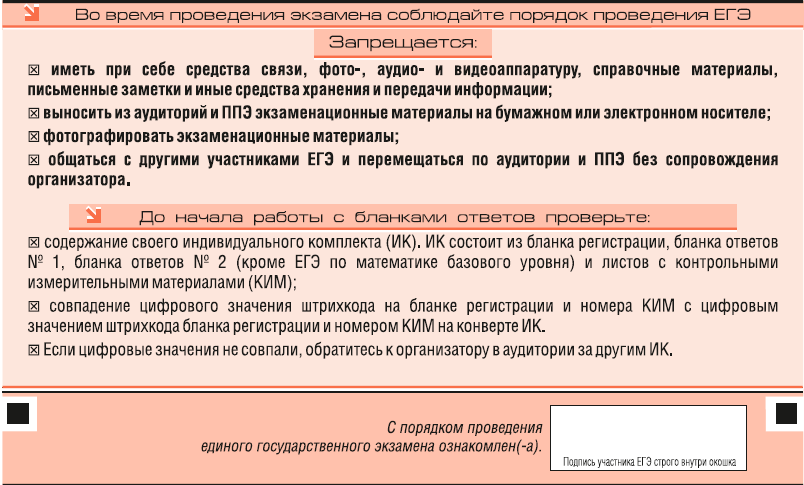 Во время проведения экзамена соблюдайте порядок проведения ЕГЭ
Запрещается:
☒ иметь при себе средства связи, фото-, аудио- и видеоаппаратуру, справочные материалы,
письменные заметки и иные средства хранения и передачи информации;
☒ выносить из аудиторий и ППЭ экзаменационные материалы на бумажном или электронном носителе;
☒ фотографировать экзаменационные материалы;
☒ общаться с другими участниками ЕГЭ и перемещаться по аудитории и ППЭ без сопровождения
организатора.
До начала работы с бланками ответов проверьте:
☒ содержание своего индивидуального комплекта (ИК). ИК состоит из бланка регистрации, бланка ответов
№ 1, бланка ответов № 2 (кроме ЕГЭ по математике базового уровня) и листов с контрольными
измерительными материалами (КИМ);
☒ совпадение цифрового значения штрихкода на бланке регистрации и номера КИМ с цифровым
значением штрихкода бланка регистрации и номером КИМ на конверте ИК.
☒ Если цифровые значения не совпали, обратитесь к организатору в аудитории за другим ИК.
С порядком проведения
единого государственного экзамена ознакомлен(-а).
Подпись участника ЕГЭ строго внутри окошка